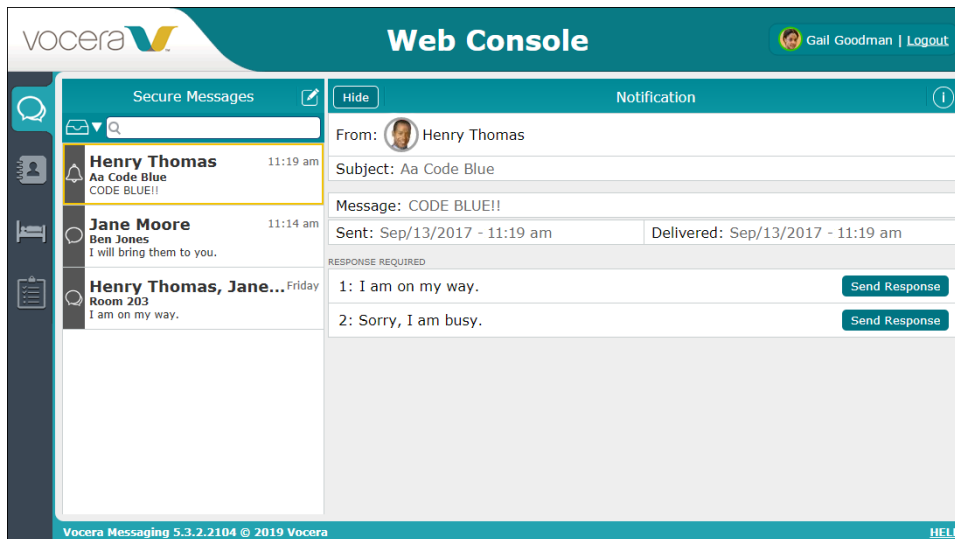 vocera
Web Console
Gail Goodman | Logout
Secure Messages
Hide
Notification
From: Henry Thomas
Subject: Aa Code Blue
Message: CODE BLUE!!
Sent: Sep/13/2017 - 11:19 am
Delivered: Sep/13/2017 - 11:19 am
RESPONSE REQUIRED
1: I am on my way.
Send Response
2: Sorry, I am busy.
Send Response
Henry Thomas 11:19 am
Aa Code Blue
CODE BLUE!!
Jane Moore 11:14 am
Ben Jones
I will bring them to you.
Henry Thomas, Jane... Friday
Room 203
I am on my way.
Vocera Messaging 5.3.2.2104 © 2019 Vocera
HELP